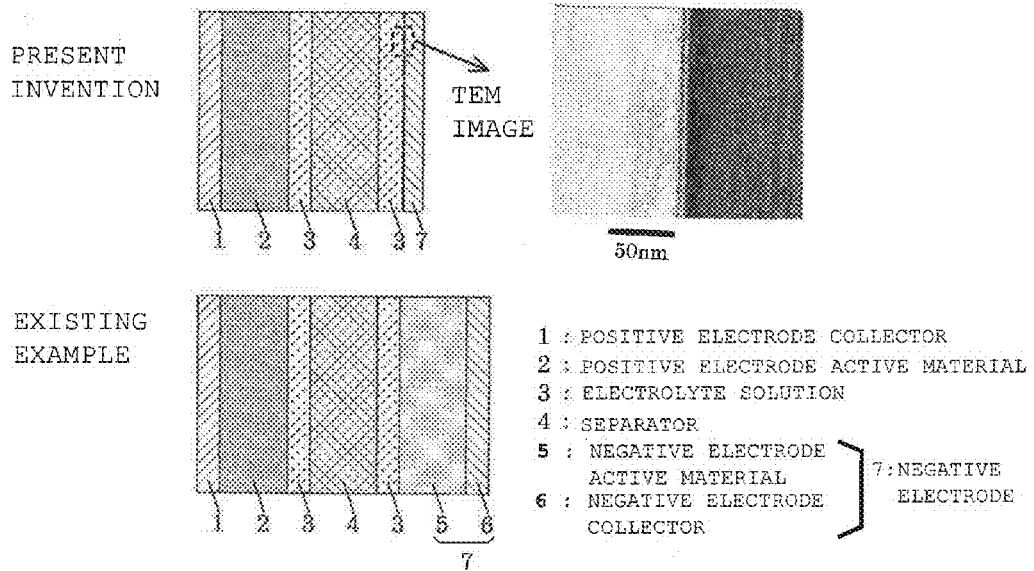 PRESENT
INVENTION
TEM
IMAGE
1 2 3 4 3 7
50nm
EXISTING
EXAMPLE
1 2 3 4 3 5 6
7
1 : POSITIVE ELECTRODE COLLECTOR
2 : POSITIVE ELECTRODE ACTIVE MATERIAL
3 : ELECTROLYTE SOLUTION
4 : SEPARATOR
5 : NEGATIVE ELECTRODE
ACTIVE MATERIAL
6 : NEGATIVE ELECTRODE
COLLECTOR
7:NEGATIVE
ELECTRODE